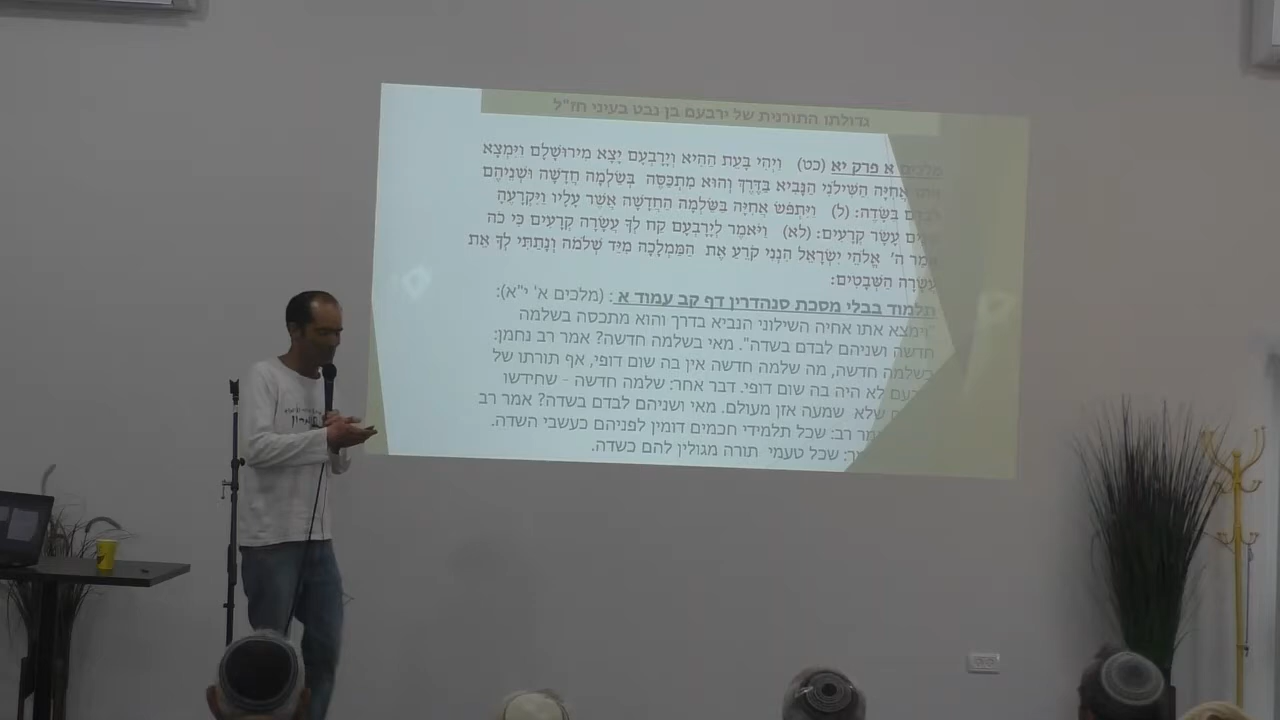 גדולתו התורנית של ירבעם בן נבט בעיני חז"ל
מלכים א פרק יא (כט) וַיְהִי בָּעֵת הַהִיא וְיָרָבְעָם יָצָא מִירוּשָׁלִָם וַיִּמְצָא
אֹתוֹ אֲחִיָּה הַשִּׁילֹנִי הַנָּבִיא בַּדֶּרֶךְ וְהוּא מִתְכַּסֶּה בְּשַׂלְמָה חֲדָשָׁה וּשְׁנֵיהֶם
לְבַדָּם בַּשָּׂדֶה: (ל) וַיִּתְפֹּשׂ אֲחִיָּה בַּשַּׂלְמָה הַחֲדָשָׁה אֲשֶׁר עָלָיו וַיִּקְרָעֶהָ
שְׁנֵים עָשָׂר קְרָעִים: (לא) וַיֹּאמֶר לְיָרָבְעָם קַח לְךָ עֲשָׂרָה קְרָעִים כִּי כֹה
אָמַר ה' אֱלֹהֵי יִשְׂרָאֵל הִנְנִי קֹרֵעַ אֶת הַמַּמְלָכָה מִיַּד שְׁלֹמֹה וְנָתַתִּי לְךָ אֵת
עֲשָׂרָה הַשְּׁבָטִים:
תלמוד בבלי מסכת סנהדרין דף קב עמוד א : (מלכים א' י"א):
"וימצא אתו אחיה השילוני הנביא בדרך והוא מתכסה בשלמה
חדשה ושניהם לבדם בשדה". מאי בשלמה חדשה? אמר רב נחמן:
כשלמה חדשה, מה שלמה חדשה אין בה שום דופי, אף תורתו של
ירבעם לא היה בה שום דופי. דבר אחר: שלמה חדשה - שחידשו
שלא שמעה אזן מעולם. מאי ושניהם לבדם בשדה? אמר רב
אמר רב: שכל תלמידי חכמים דומין לפניהם כעשבי השדה.
שכל טעמי תורה מגולין להם כשדה.